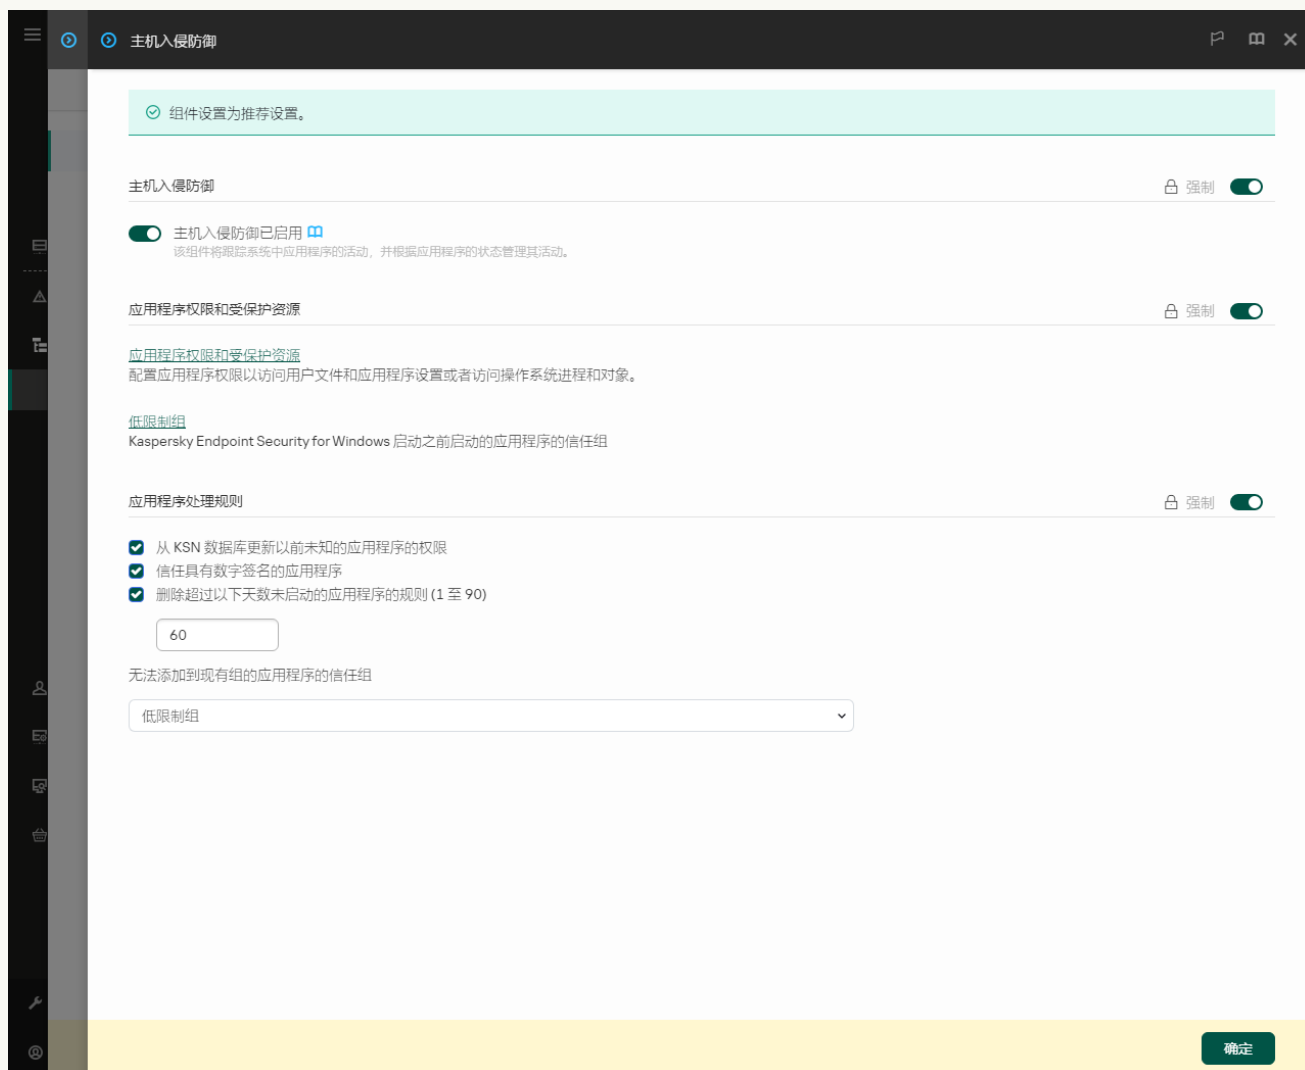 主机入侵防御
组件设置为推荐设置。
主机入侵防御
强制
主机入侵防御已启用
该组件将跟踪系统中应用程序的活动，并根据应用程序的状态管理其活动。
应用程序权限和受保护资源
强制
应用程序权限和受保护资源
配置应用程序权限以访问用户文件和应用程序设置或者访问操作系统进程和对象。
低限制组
Kaspersky Endpoint Security for Windows 启动之前启动的应用程序的信任组
应用程序处理规则
强制
从 KSN 数据库更新以前未知的应用程序的权限
信任具有数字签名的应用程序
删除超过以下天数未启动的应用程序的规则 (1 至 90)
60
无法添加到现有组的应用程序的信任组
低限制组
确定